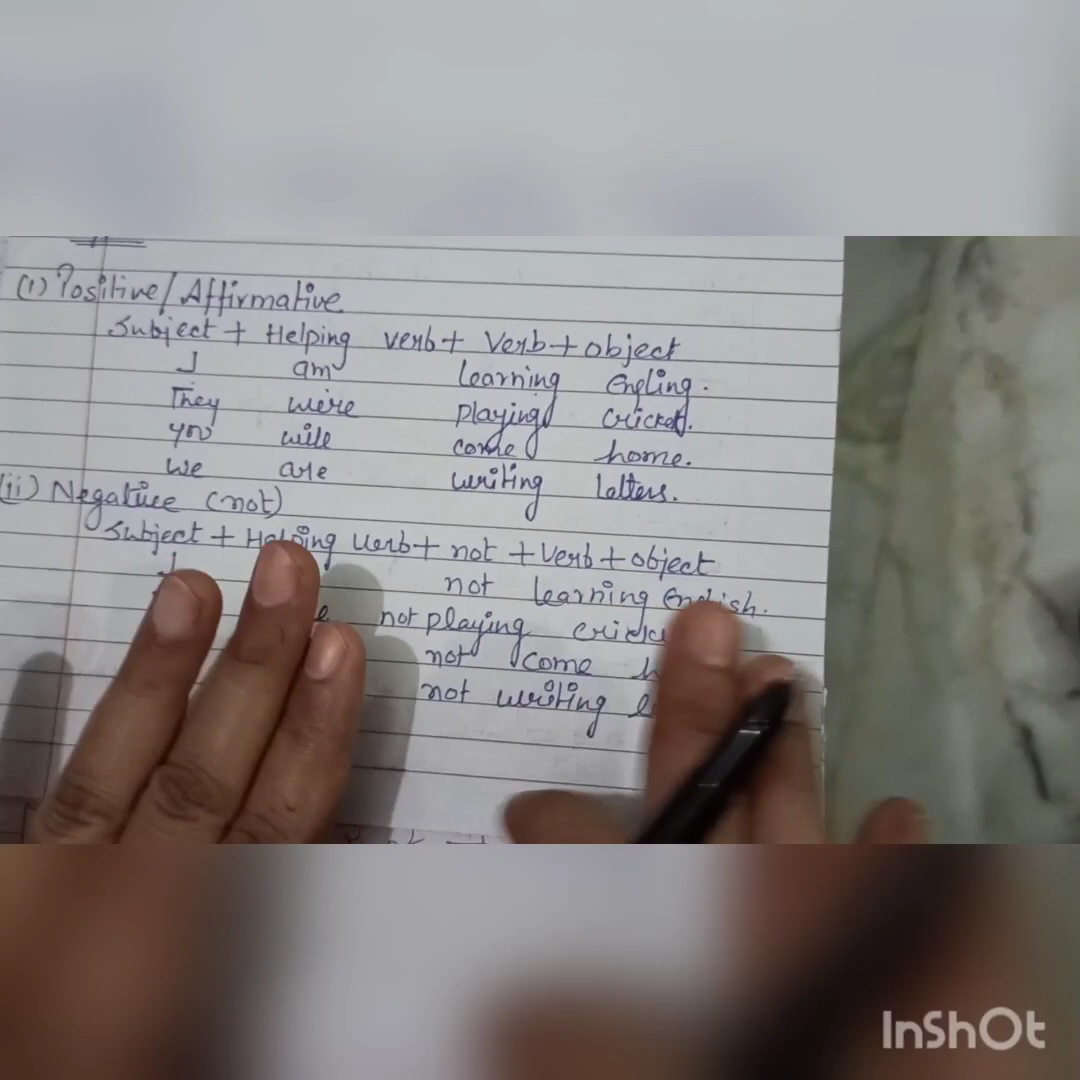 (i) Positive/Affirmative
Subject + Helping verb + Verb + object
I am learning Engling.
They were playing cricket.
you will come home.
we are writing letters.
(ii) Negative (not)
Subject + Helping verb + not + verb + object
I not learning English.
not playing
not come
not writing
InShOt